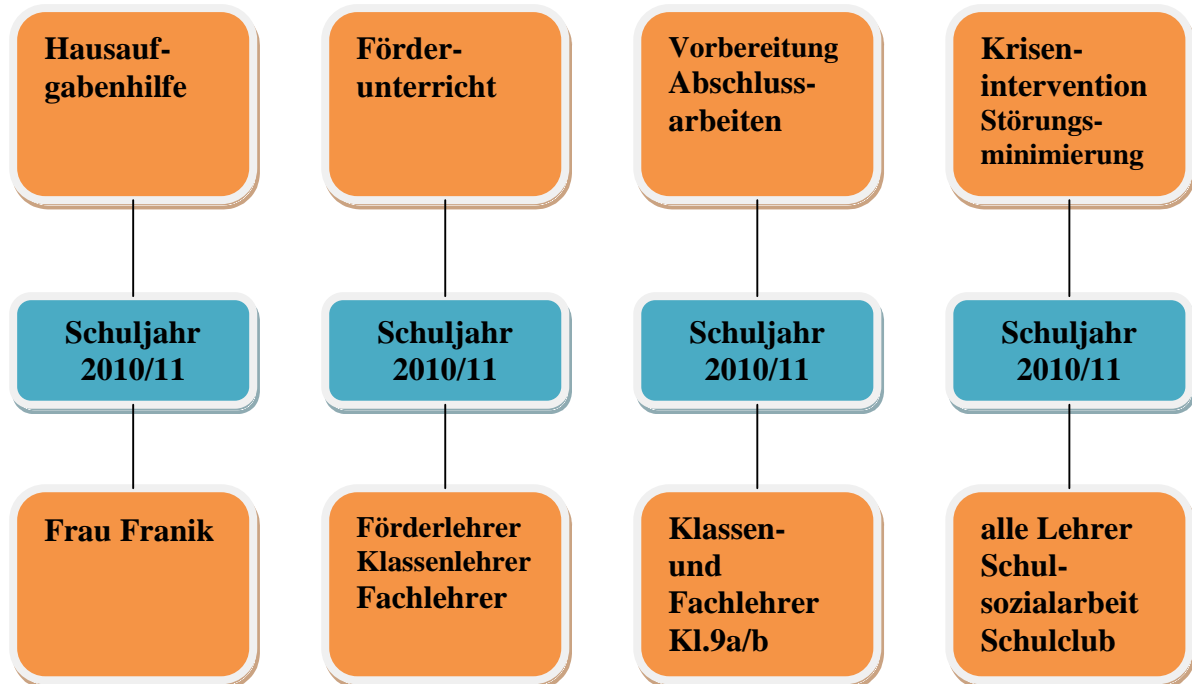 Hausauf-
gabenhilfe
Förder-
unterricht
Vorbereitung
Abschluss-
arbeiten
Krisen-
intervention
Störungs-
minimierung
Schuljahr
2010/11
Schuljahr
2010/11
Schuljahr
2010/11
Schuljahr
2010/11
Frau Franik
Förderlehrer
Klassenlehrer
Fachlehrer
Klassen-
und
Fachlehrer
Kl.9a/b
alle Lehrer
Schul-
sozialarbeit
Schulclub